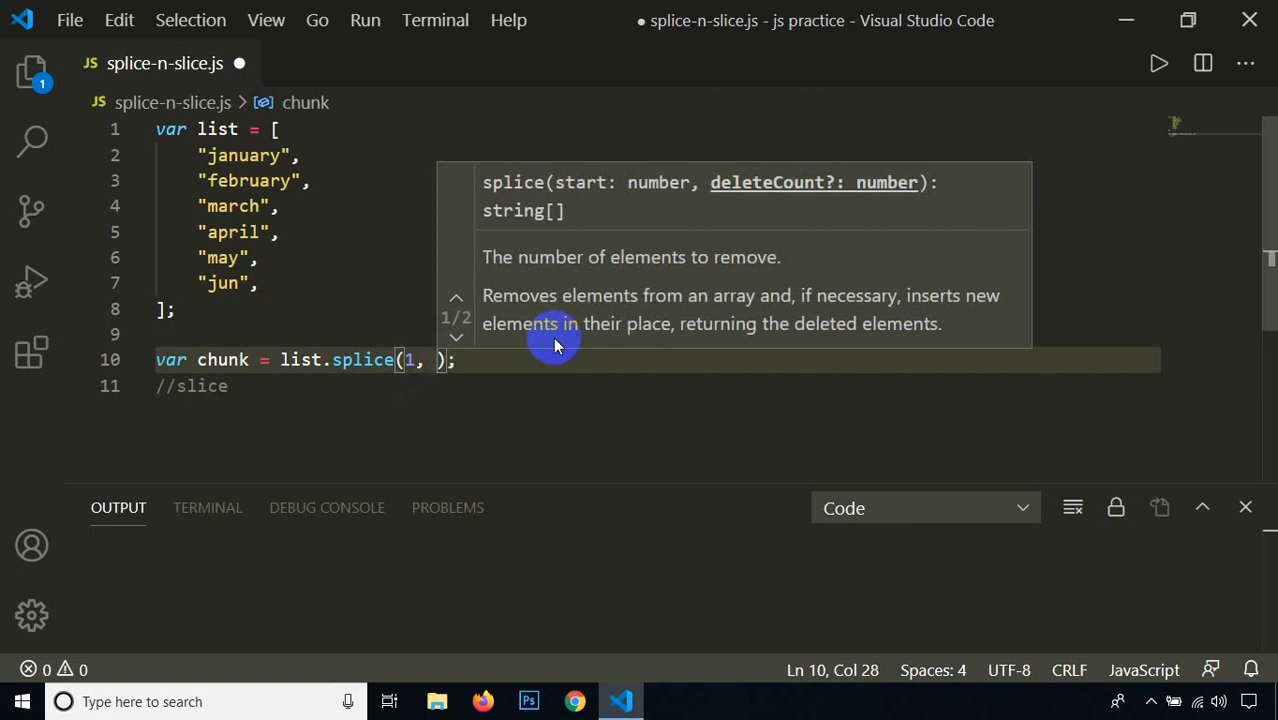 File Edit Selection View Go Run Terminal Help ● splice-n-slice.js - js practice - Visual Studio Code
1 JS splice-n-slice.js
JS splice-n-slice.js > chunk
1 var list = [
2 "january",
3 "february",
4 "march",
5 "april",
6 "may",
7 "jun",
8 ];
9
splice(start: number, deleteCount?: number):
string[]
The number of elements to remove.
Removes elements from an array and, if necessary, inserts new
1/2
elements in their place, returning the deleted elements.
10 var chunk = list.splice(1, );
11 //slice
OUTPUT TERMINAL DEBUG CONSOLE PROBLEMS Code
0 0 Ln 10, Col 28 Spaces: 4 UTF-8 CRLF JavaScript
Type here to search Ps